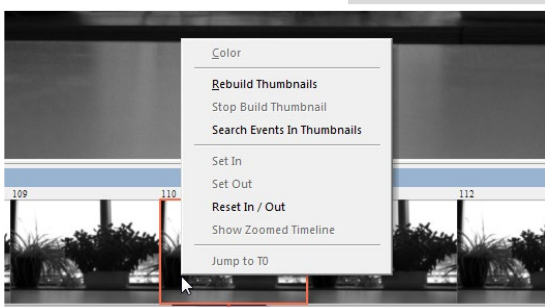 Color
Rebuild Thumbnails
Stop Build Thumbnail
Search Events In Thumbnails
Set In
Set Out
Reset In / Out
Show Zoomed Timeline
Jump to T0
109
110
112